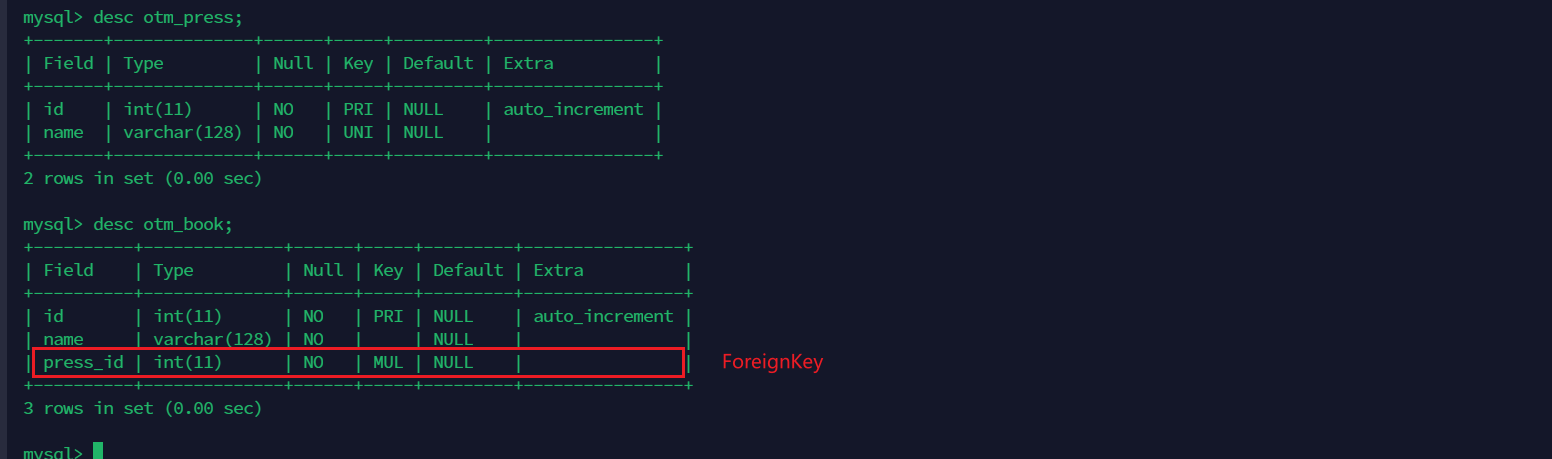 mysql> desc otm_press;
+-------+--------------+------+-----+---------+----------------+
| Field | Type         | Null | Key | Default | Extra          |
+-------+--------------+------+-----+---------+----------------+
| id    | int(11)      | NO   | PRI | NULL    | auto_increment |
| name  | varchar(128) | NO   | UNI | NULL    |                |
+-------+--------------+------+-----+---------+----------------+
2 rows in set (0.00 sec)
mysql> desc otm_book;
+----------+--------------+------+-----+---------+----------------+
| Field    | Type         | Null | Key | Default | Extra          |
+----------+--------------+------+-----+---------+----------------+
| id       | int(11)      | NO   | PRI | NULL    | auto_increment |
| name     | varchar(128) | NO   |     | NULL    |                |
| press_id | int(11)      | NO   | MUL | NULL    |                | ForeignKey
+----------+--------------+------+-----+---------+----------------+
3 rows in set (0.00 sec)
mysql>